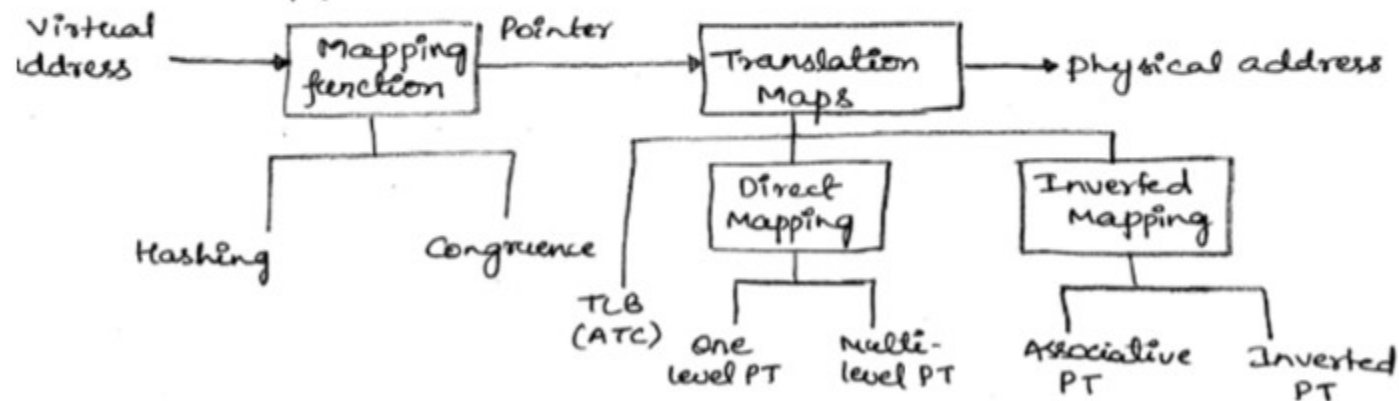 Virtual
address
Mapping
function
Pointer
Translation
Maps
physical address
Hashing
Congruence
TLB
(ATC)
Direct
Mapping
One
level PT
Multi-
level PT
Inverted
Mapping
Associative
PT
Inverted
PT